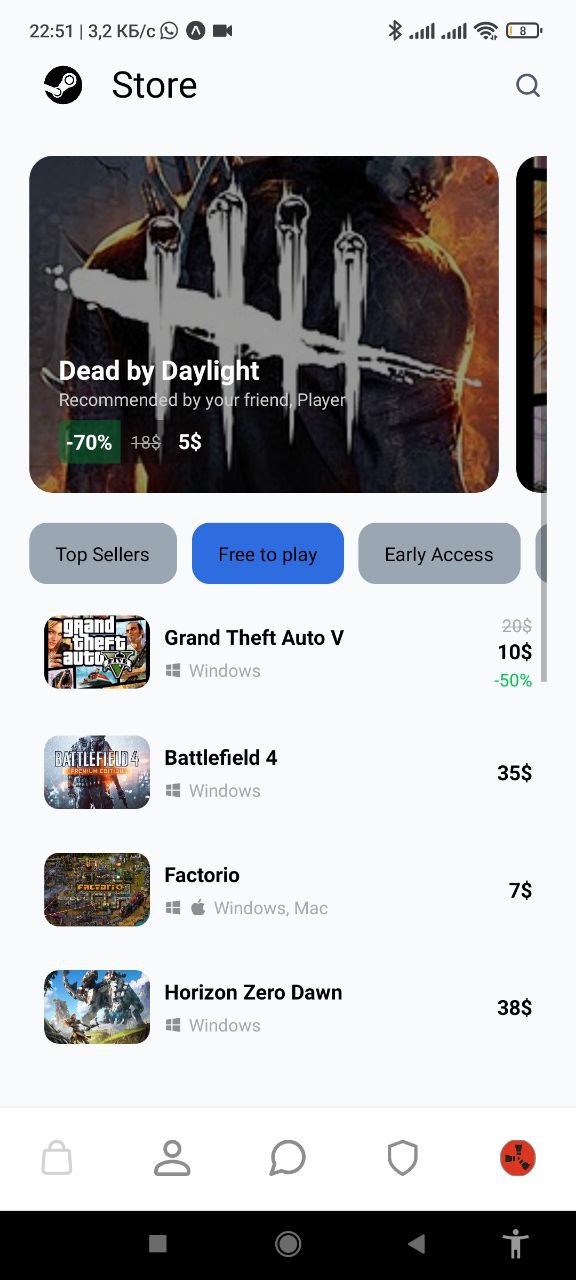 22:51 | 3,2 КБ/с
8
Store
Dead by Daylight
Recommended by your friend, Player
-70% 18$ 5$
Top Sellers
Free to play
Early Access
grand theft auto V
Grand Theft Auto V
Windows
20$
10$
-50%
BATTLEFIELD 4
PREMIUM EDITION
Battlefield 4
Windows
35$
FACTORIO
Factorio
Windows, Mac
7$
Horizon Zero Dawn
Windows
38$